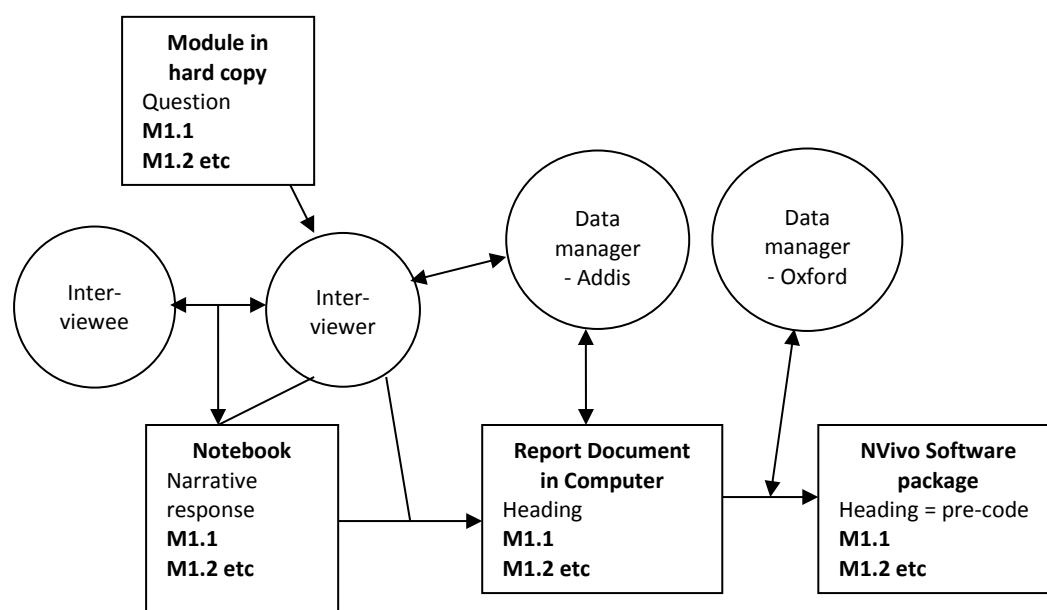 Module in
hard copy
Question
M1.1
M1.2 etc
Data
manager
- Addis
Data
manager
- Oxford
Inter-
viewee
Inter-
viewer
Notebook
Narrative
response
M1.1
M1.2 etc
Report Document
in Computer
Heading
M1.1
M1.2 etc
NVivo Software
package
Heading = pre-code
M1.1
M1.2 etc